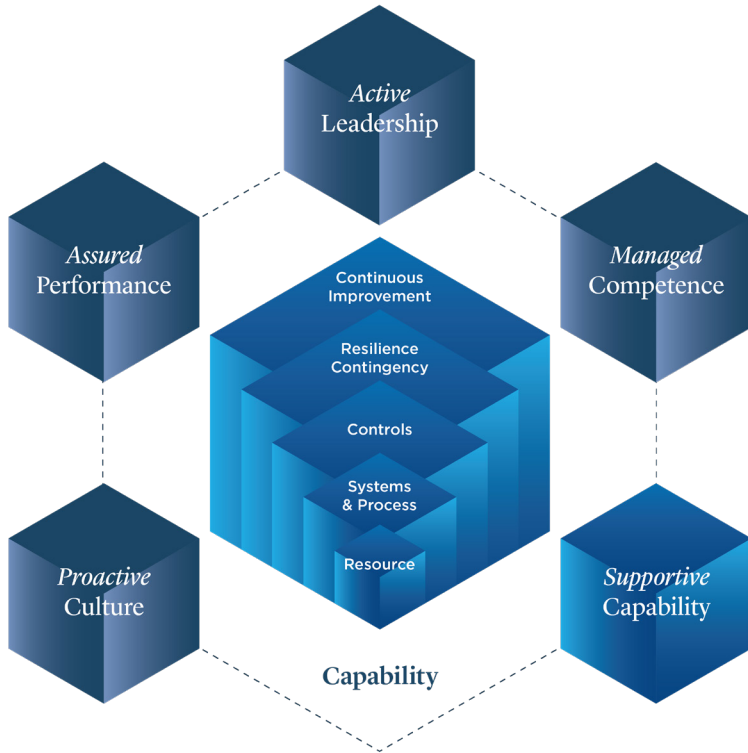 Active
Leadership
Assured
Performance
Managed
Competence
Continuous
Improvement
Resilience
Contingency
Controls
Systems
& Process
Resource
Proactive
Culture
Supportive
Capability
Capability